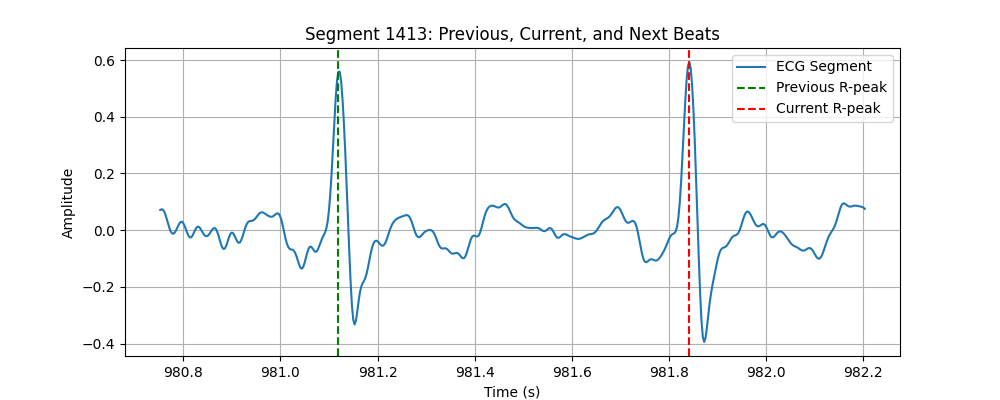 Segment 1413: Previous, Current, and Next Beats
ECG Segment
Previous R-peak
Current R-peak
0.6
0.4
0.2
0.0
−0.2
−0.4
Amplitude
980.8 981.0 981.2 981.4 981.6 981.8 982.0 982.2
Time (s)